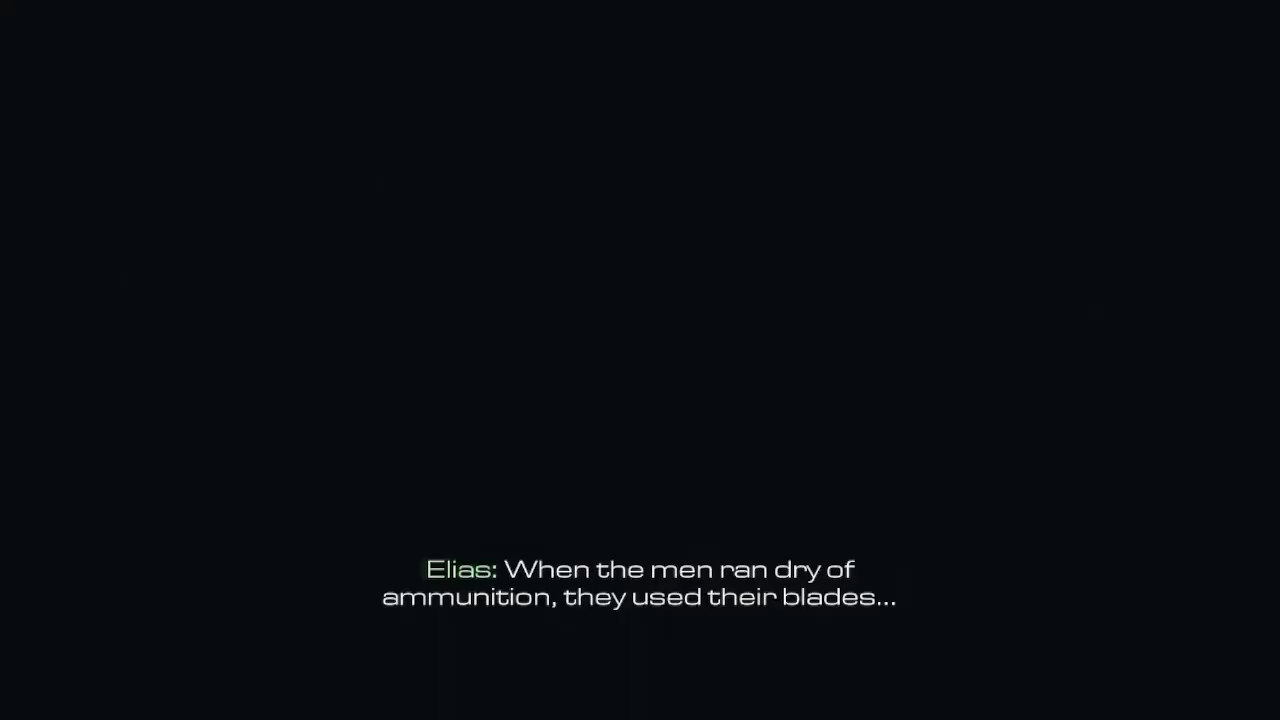 Elias: When the men ran dry of
ammunition, they used their blades...